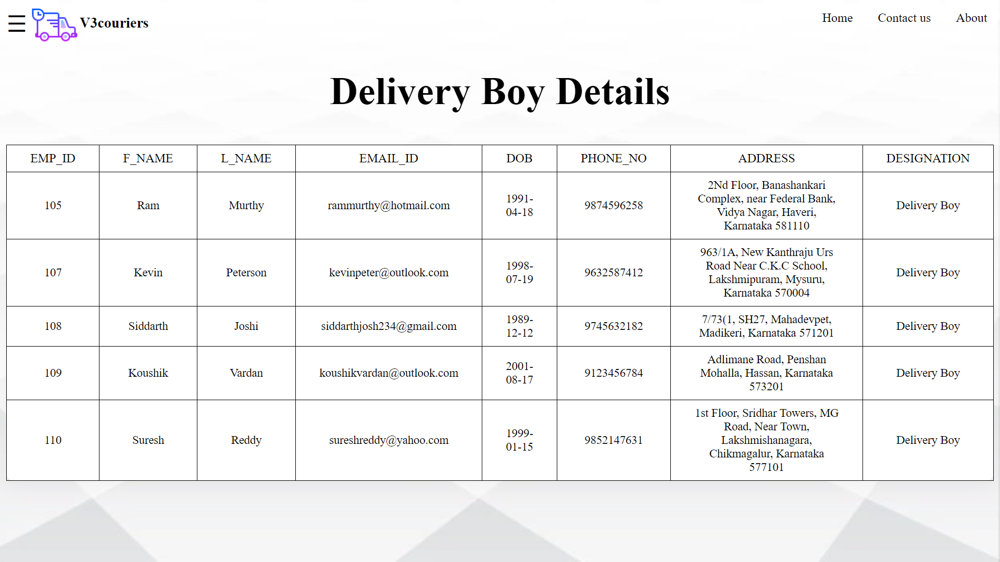 V3couriers
Home Contact us About
Delivery Boy Details
EMP_ID F_NAME L_NAME EMAIL_ID DOB PHONE_NO ADDRESS DESIGNATION
105 Ram Murthy rammurthy@hotmail.com 1991-
04-18 9874596258 2Nd Floor, Banashankari
Complex, near Federal Bank,
Vidya Nagar, Haveri,
Karnataka 581110 Delivery Boy
107 Kevin Peterson kevinpeter@outlook.com 1998-
07-19 9632587412 963/1A, New Kanthraju Urs
Road Near C.K.C School,
Lakshmipuram, Mysuru,
Karnataka 570004 Delivery Boy
108 Siddarth Joshi siddarthjosh234@gmail.com 1989-
12-12 9745632182 7/73(1, SH27, Mahadevpet,
Madikeri, Karnataka 571201 Delivery Boy
109 Koushik Vardan koushikvardan@outlook.com 2001-
08-17 9123456784 Adlimane Road, Penshan
Mohalla, Hassan, Karnataka
573201 Delivery Boy
110 Suresh Reddy sureshreddy@yahoo.com 1999-
01-15 9852147631 1st Floor, Sridhar Towers, MG
Road, Near Town,
Lakshmishanagara,
Chikmagalur, Karnataka
577101 Delivery Boy